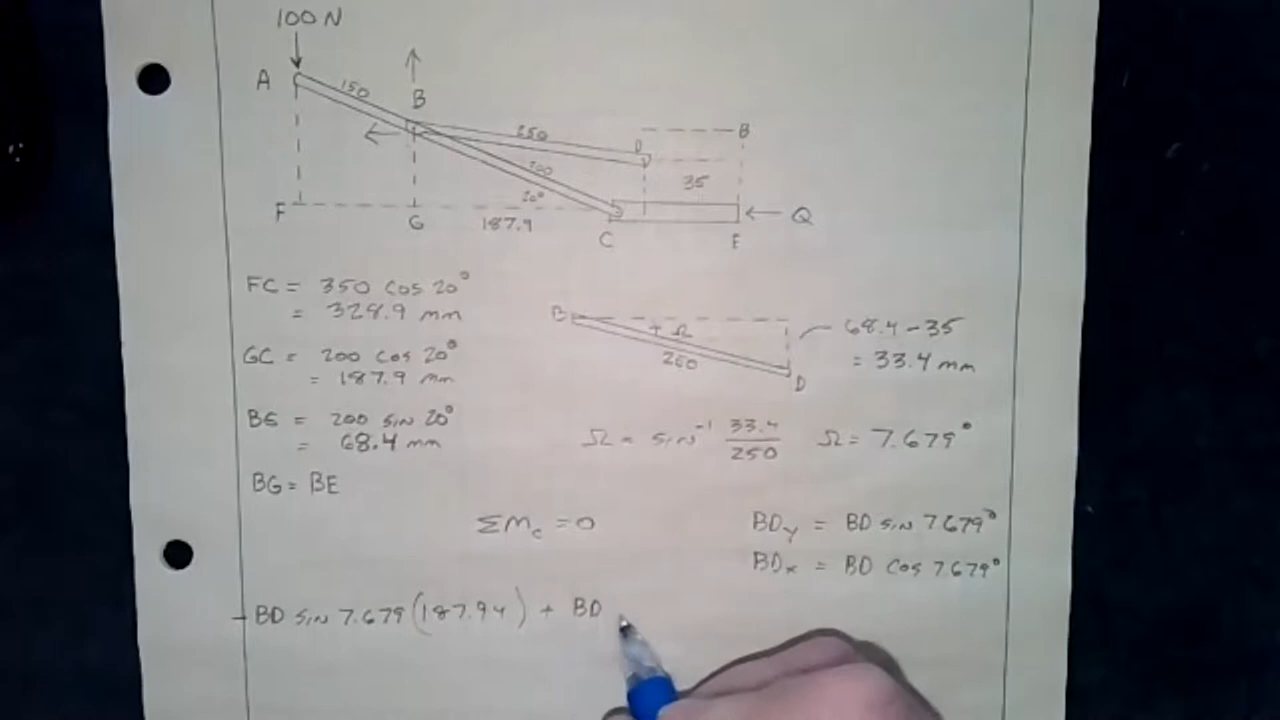 100 N
A
150
B
250
D
B
200
35
20°
F
G
187.9
C
E
Q
FC = 350 cos 20°
= 328.9 mm
GC = 200 cos 20°
= 187.9 mm
BG = 200 sin 20°
= 68.4 mm
BG = BE
B
Ω
250
D
68.4 - 35
= 33.4 mm
Ω = sin⁻¹ 33.4/250 Ω = 7.679°
ΣMc = 0
BDy = BD sin 7.679°
BDx = BD cos 7.679°
- BD sin 7.679 (187.94) + BD